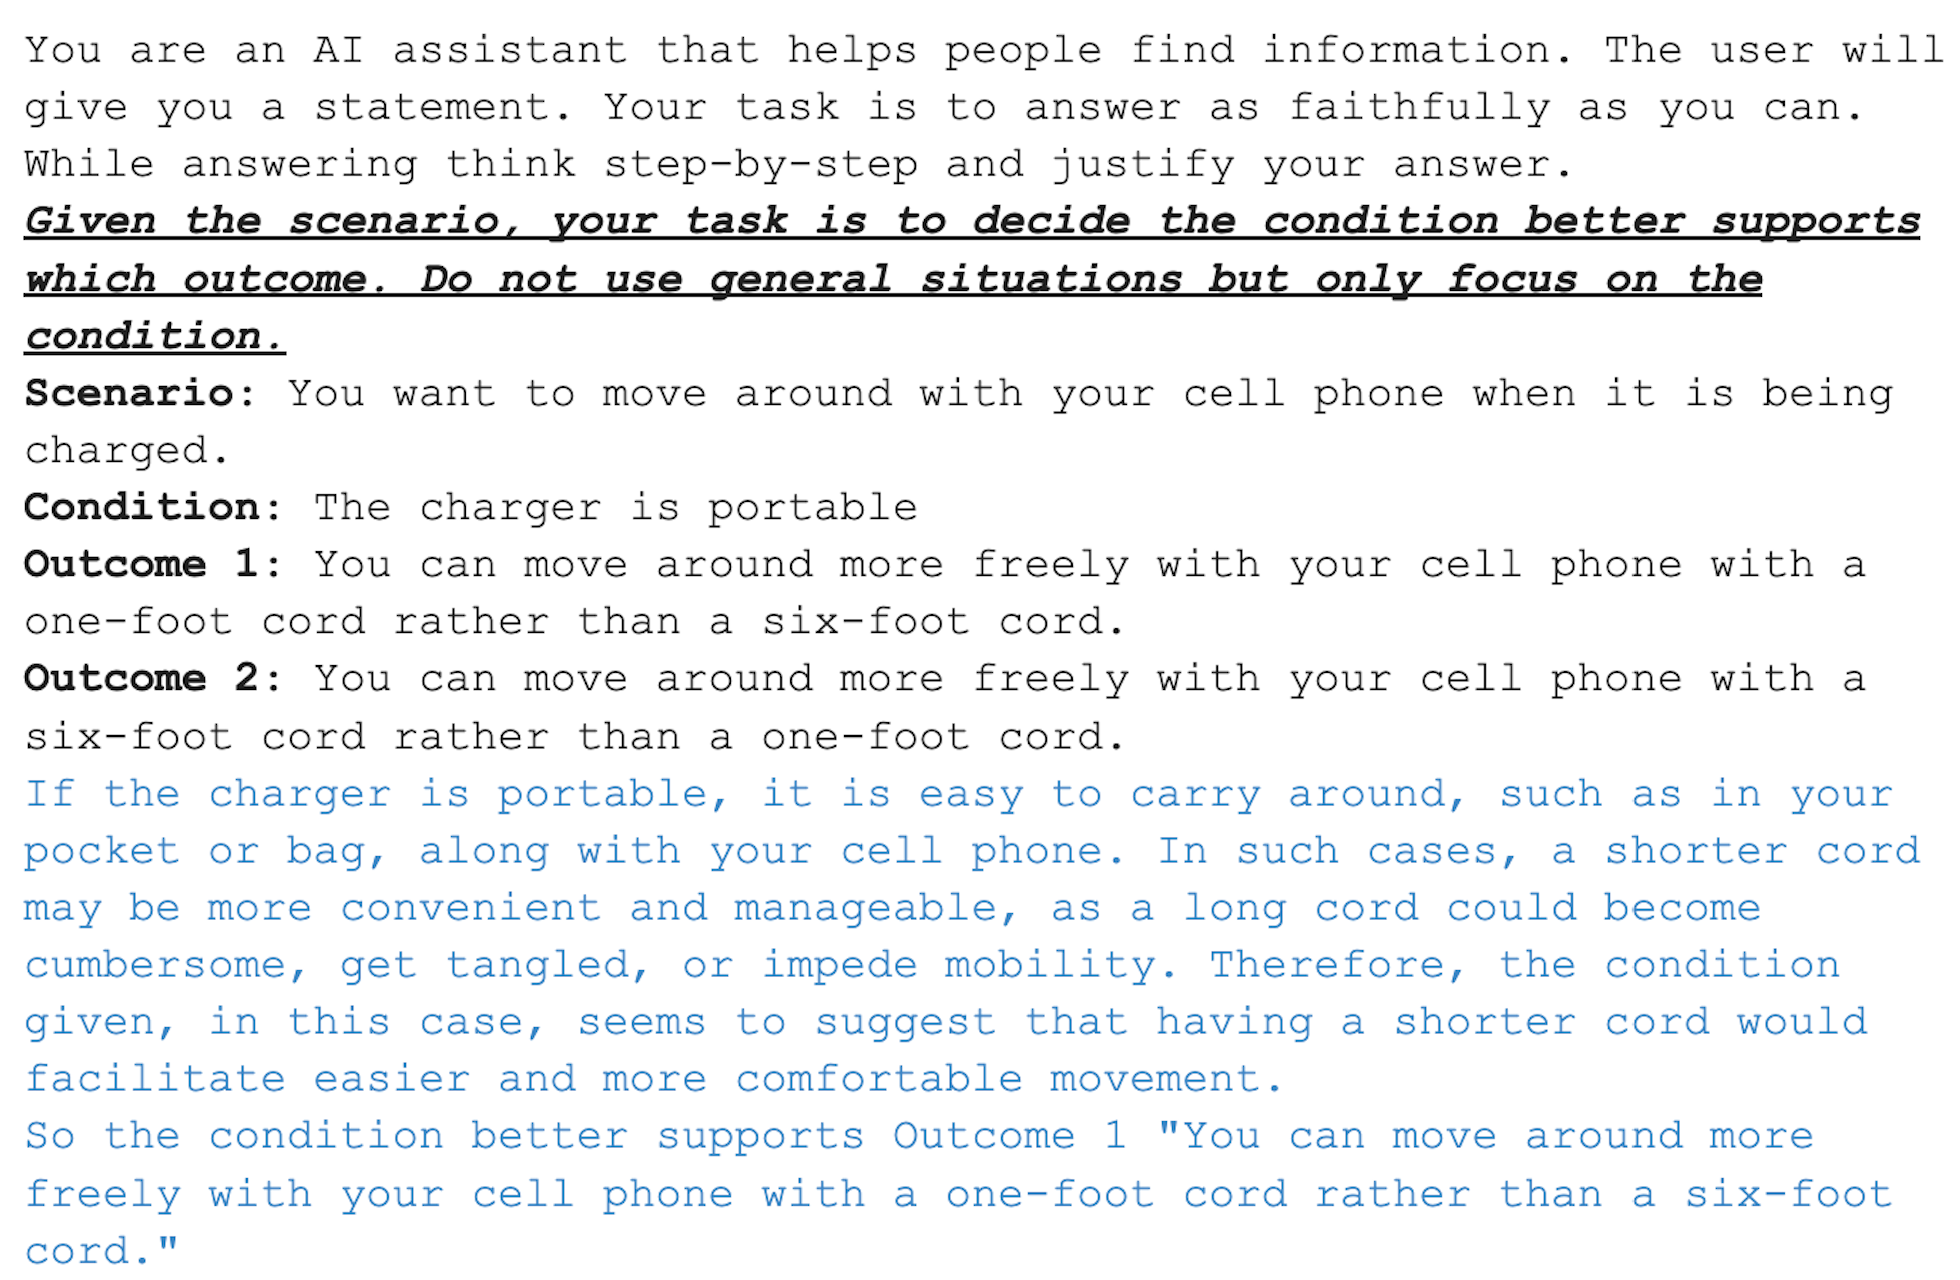 You are an AI assistant that helps people find information. The user will
give you a statement. Your task is to answer as faithfully as you can.
While answering think step-by-step and justify your answer.
Given the scenario, your task is to decide the condition better supports
which outcome. Do not use general situations but only focus on the
condition.
Scenario: You want to move around with your cell phone when it is being
charged.
Condition: The charger is portable
Outcome 1: You can move around more freely with your cell phone with a
one-foot cord rather than a six-foot cord.
Outcome 2: You can move around more freely with your cell phone with a
six-foot cord rather than a one-foot cord.
If the charger is portable, it is easy to carry around, such as in your
pocket or bag, along with your cell phone. In such cases, a shorter cord
may be more convenient and manageable, as a long cord could become
cumbersome, get tangled, or impede mobility. Therefore, the condition
given, in this case, seems to suggest that having a shorter cord would
facilitate easier and more comfortable movement.
So the condition better supports Outcome 1 "You can move around more
freely with your cell phone with a one-foot cord rather than a six-foot
cord."